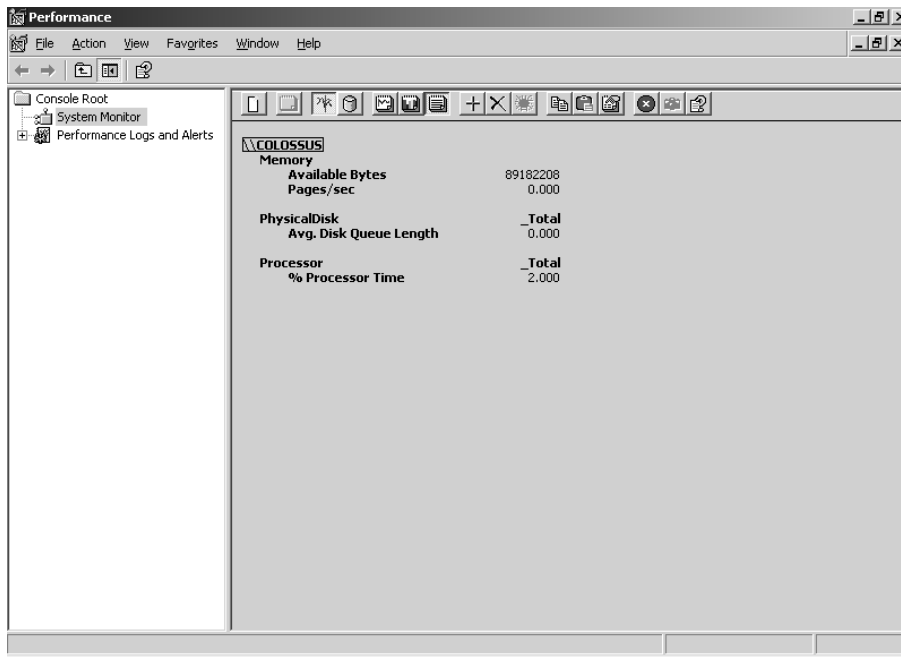 Performance
File Action View Favorites Window Help
Console Root
System Monitor
Performance Logs and Alerts
\\COLOSSUS
Memory
Available Bytes 89182208
Pages/sec 0.000
PhysicalDisk _Total
Avg. Disk Queue Length 0.000
Processor _Total
% Processor Time 2.000